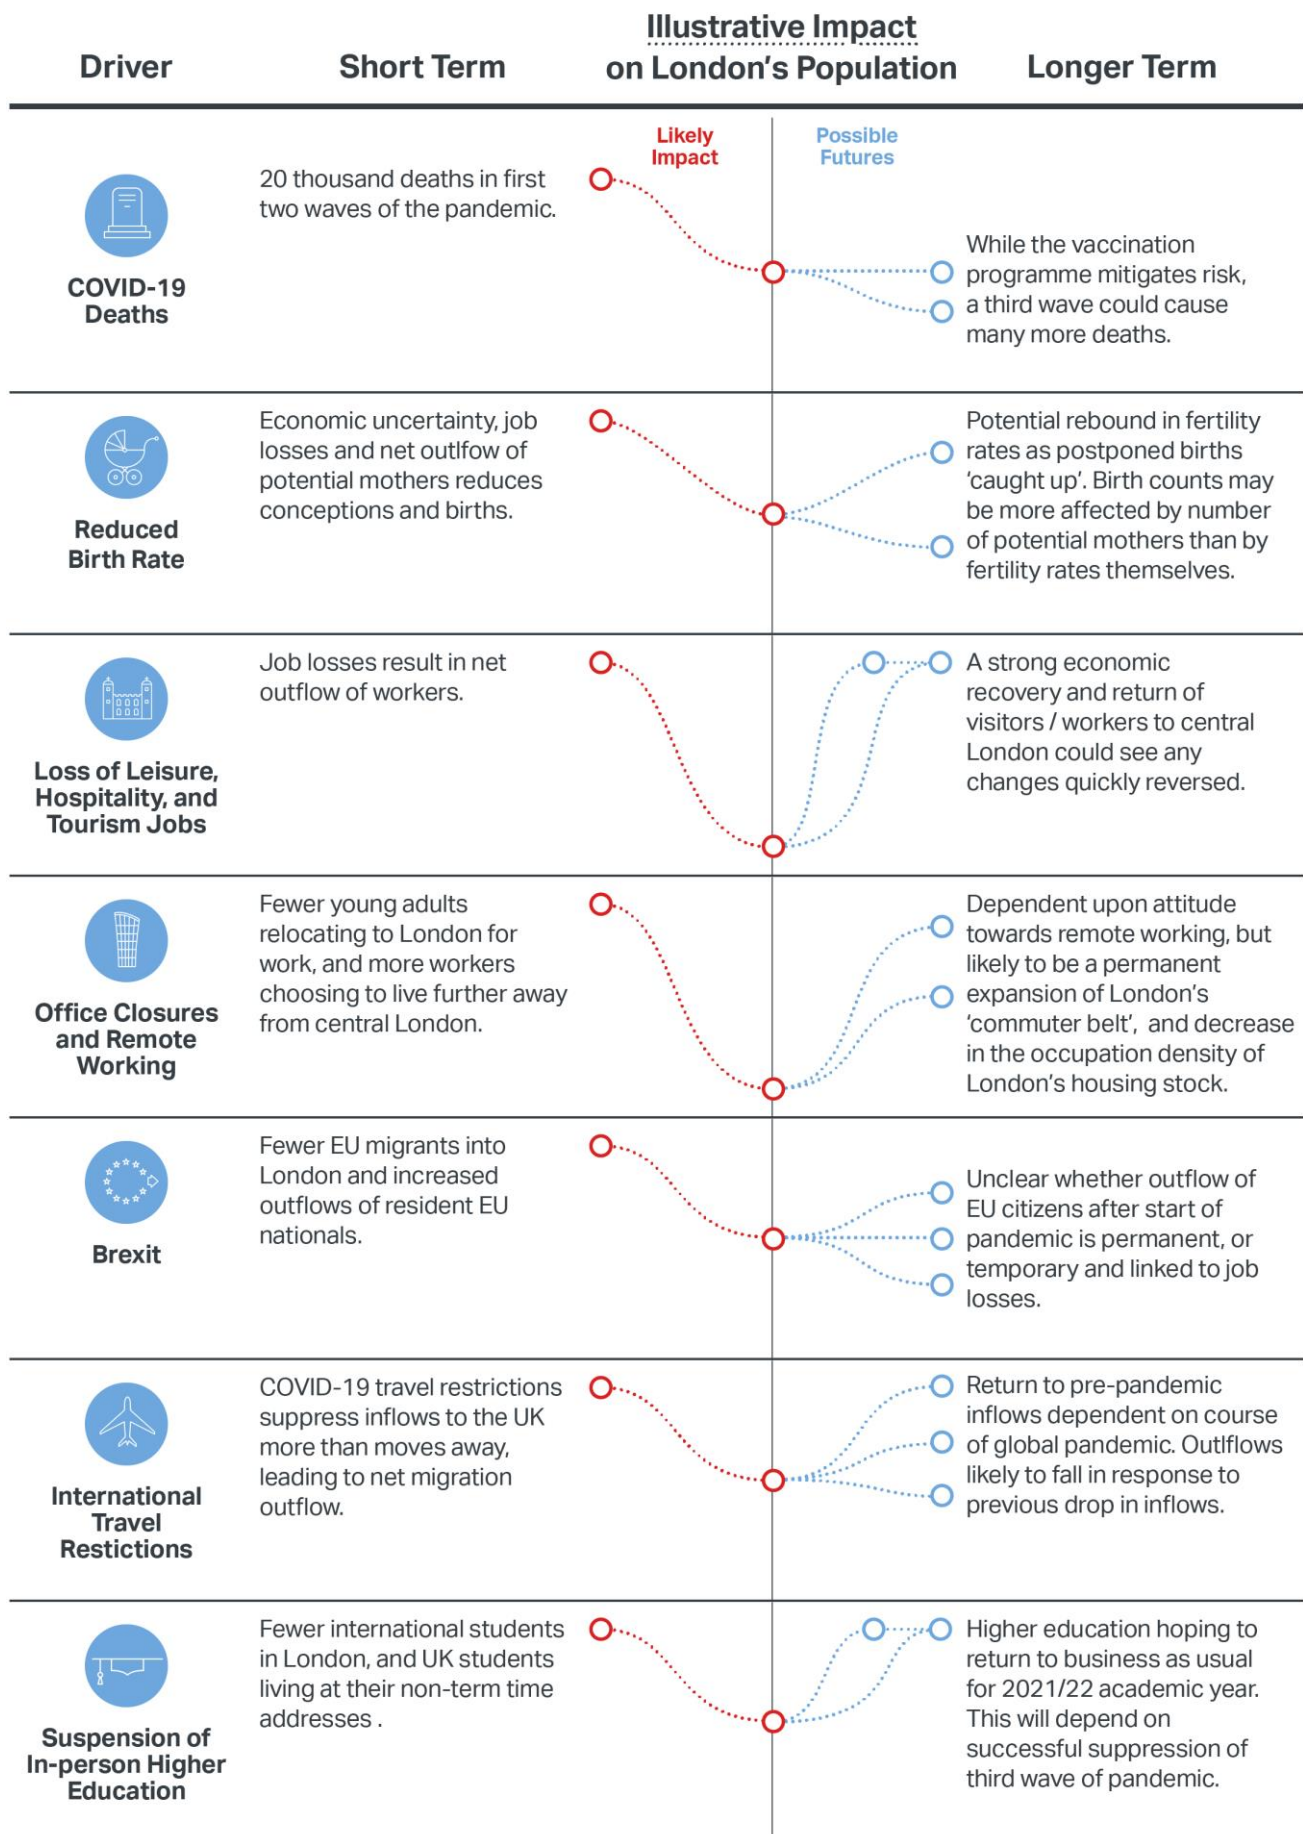 Driver
Short Term
Illustrative Impact
on London's Population
Longer Term
Likely
Impact
Possible
Futures
COVID-19
Deaths
20 thousand deaths in first
two waves of the pandemic.
While the vaccination
programme mitigates risk,
a third wave could cause
many more deaths.
Reduced
Birth Rate
Economic uncertainty, job
losses and net outlfow of
potential mothers reduces
conceptions and births.
Potential rebound in fertility
rates as postponed births
‘caught up’. Birth counts may
be more affected by number
of potential mothers than by
fertility rates themselves.
Loss of Leisure,
Hospitality, and
Tourism Jobs
Job losses result in net
outflow of workers.
A strong economic
recovery and return of
visitors / workers to central
London could see any
changes quickly reversed.
Office Closures
and Remote
Working
Fewer young adults
relocating to London for
work, and more workers
choosing to live further away
from central London.
Dependent upon attitude
towards remote working, but
likely to be a permanent
expansion of London's
‘commuter belt’, and decrease
in the occupation density of
London's housing stock.
Brexit
Fewer EU migrants into
London and increased
outflows of resident EU
nationals.
Unclear whether outflow of
EU citizens after start of
pandemic is permanent, or
temporary and linked to job
losses.
International
Travel
Restictions
COVID-19 travel restrictions
suppress inflows to the UK
more than moves away,
leading to net migration
outflow.
Return to pre-pandemic
inflows dependent on course
of global pandemic. Outlflows
likely to fall in response to
previous drop in inflows.
Suspension of
In-person Higher
Education
Fewer international students
in London, and UK students
living at their non-term time
addresses .
Higher education hoping to
return to business as usual
for 2021/22 academic year.
This will depend on
successful suppression of
third wave of pandemic.